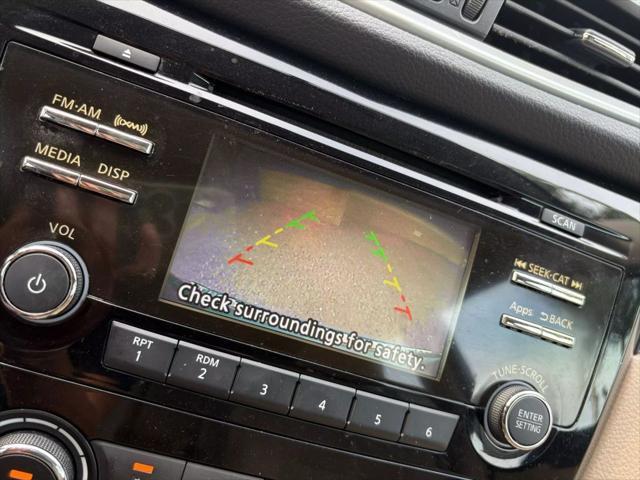 FM·AM
((XM))
MEDIA
DISP
VOL
SCAN
SEEK·CAT
Apps
BACK
Check surroundings for safety.
RPT
1
RDM
2
3
4
5
6
TUNE·SCROLL
ENTER
SETTING